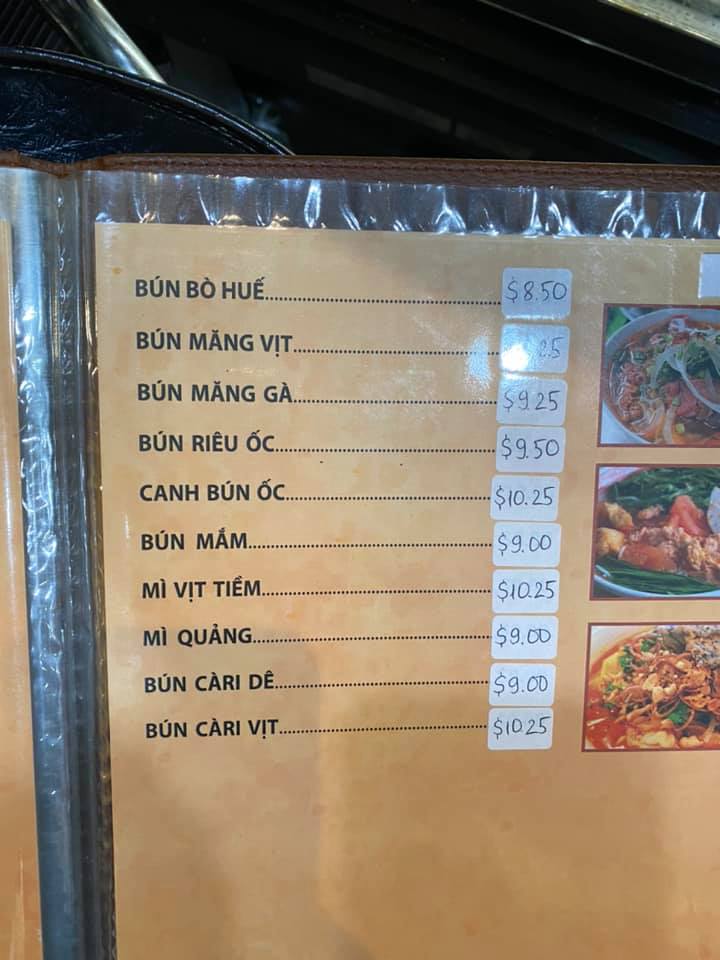 BÚN BÒ HUẾ........ $8.50
BÚN MĂNG VỊT........
BÚN MĂNG GÀ........ $9.25
BÚN RIÊU ỐC........ $9.50
CANH BÚN ỐC........ $10.25
BÚN MẮM........ $9.00
MÌ VỊT TIỀM........ $10.25
MÌ QUẢNG........ $9.00
BÚN CÀRI DÊ........ $9.00
BÚN CÀRI VỊT........ $10.25